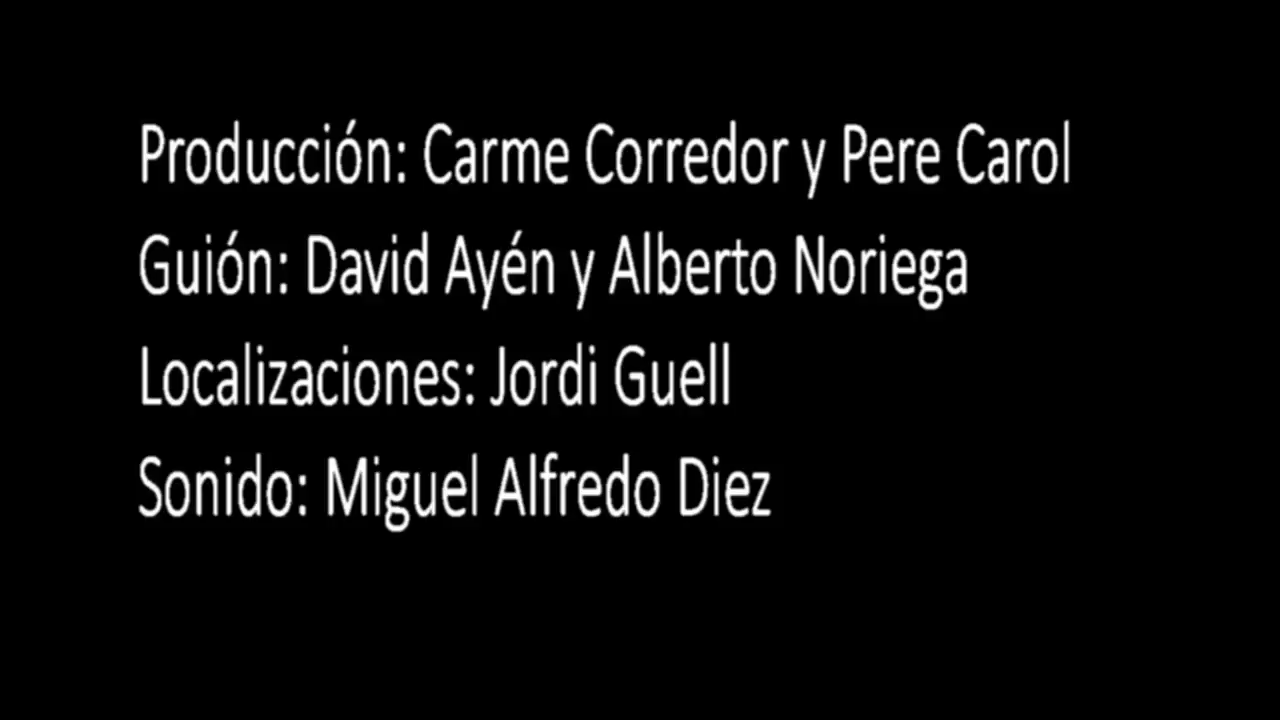 Producción: Carme Corredor y Pere Carol
Guión: David Ayén y Alberto Noriega
Localizaciones: Jordi Guell
Sonido: Miguel Alfredo Diez